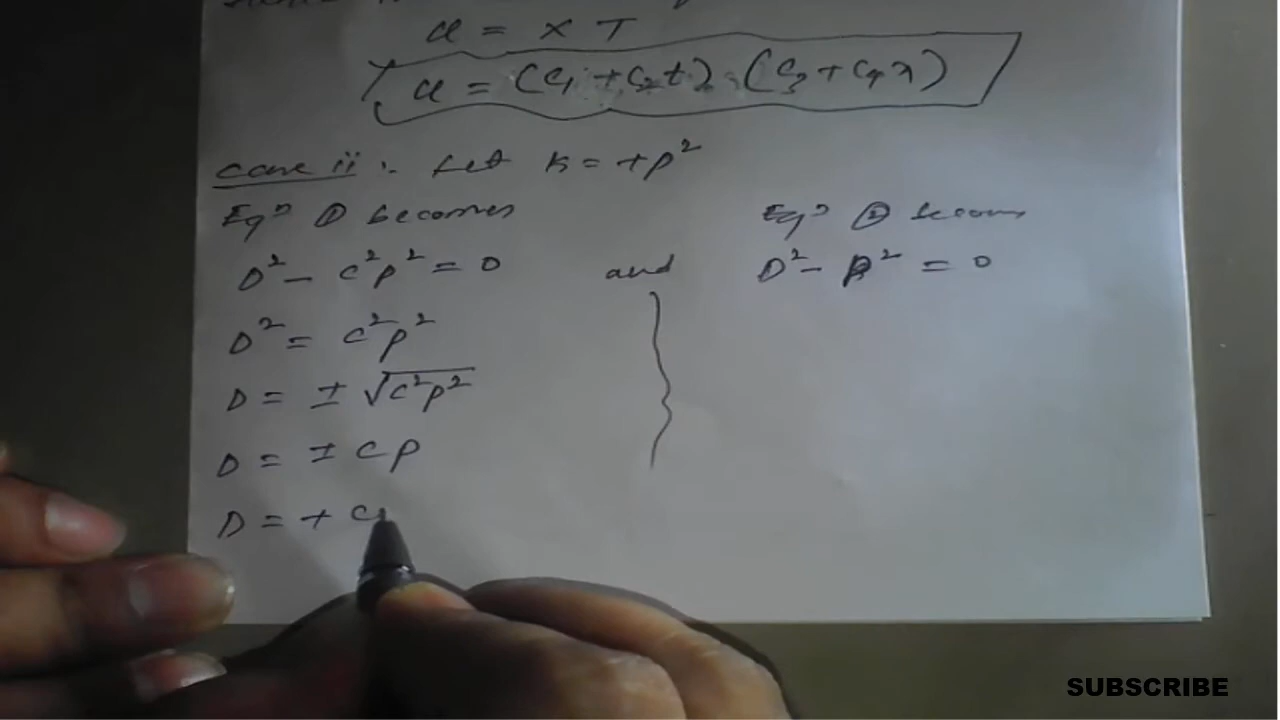 u = X T
u = (C₁ + C₂t) . (C₃ + C₄x)
Case ii :. Let K = +p²
Eqⁿ ① becomes
Eqⁿ ② becomes
D² - c²p² = 0 and D² - p² = 0
D² = c²p²
D = ± √c²p²
D = ± cp
D = + c
SUBSCRIBE